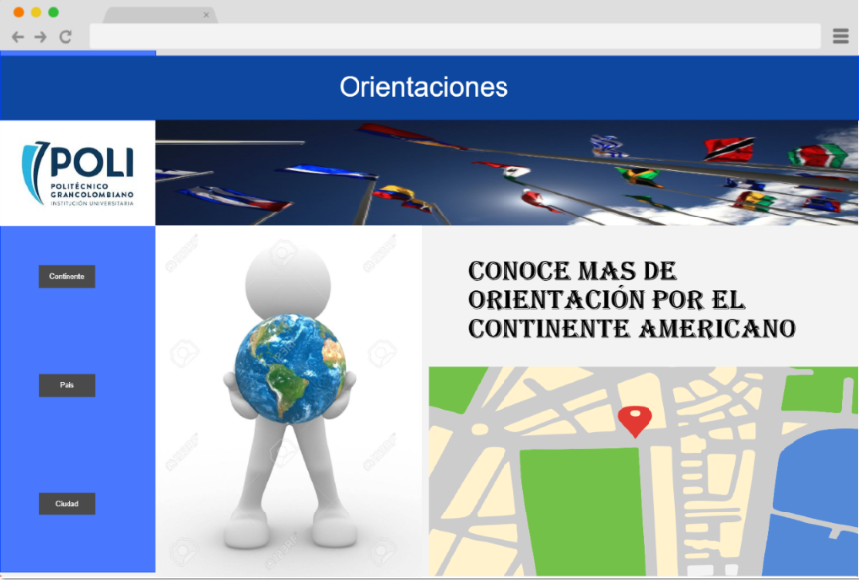 Orientaciones
POLI
POLITÉCNICO
GRANCOLOMBIANO
INSTITUCIÓN UNIVERSITARIA
Continente
País
Ciudad
CONOCE MAS DE
ORIENTACIÓN POR EL
CONTINENTE AMERICANO